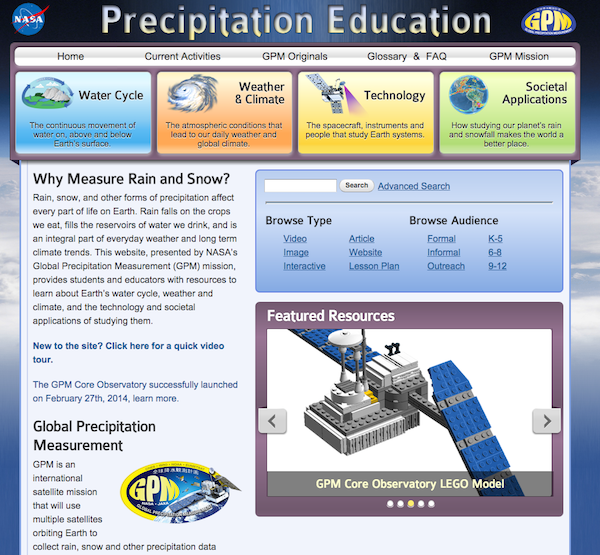 NASA
Precipitation Education
GPM
Home Current Activities GPM Originals Glossary & FAQ GPM Mission
Water Cycle
The continuous movement of
water on, above and below
Earth's surface.
Weather
& Climate
The atmospheric conditions that
lead to our daily weather and
global climate.
Technology
The spacecraft, instruments and
people that study Earth systems.
Societal
Applications
How studying our planet's rain
and snowfall makes the world a
better place.
Why Measure Rain and Snow?
Rain, snow, and other forms of precipitation affect
every part of life on Earth. Rain falls on the crops
we eat, fills the reservoirs of water we drink, and is
an integral part of everyday weather and long term
climate trends. This website, presented by NASA's
Global Precipitation Measurement (GPM) mission,
provides students and educators with resources to
learn about Earth's water cycle, weather and
climate, and the technology and societal
applications of studying them.
New to the site? Click here for a quick video
tour.
The GPM Core Observatory successfully launched
on February 27th, 2014, learn more.
Global Precipitation
Measurement
GPM is an
international
satellite mission
that will use
multiple satellites
orbiting Earth to
collect rain, snow and other precipitation data
GPM
NASA • JAXA
Search Advanced Search
Browse Type
Video Article
Image Website
Interactive Lesson Plan
Browse Audience
Formal K-5
Informal 6-8
Outreach 9-12
Featured Resources
GPM Core Observatory LEGO Model